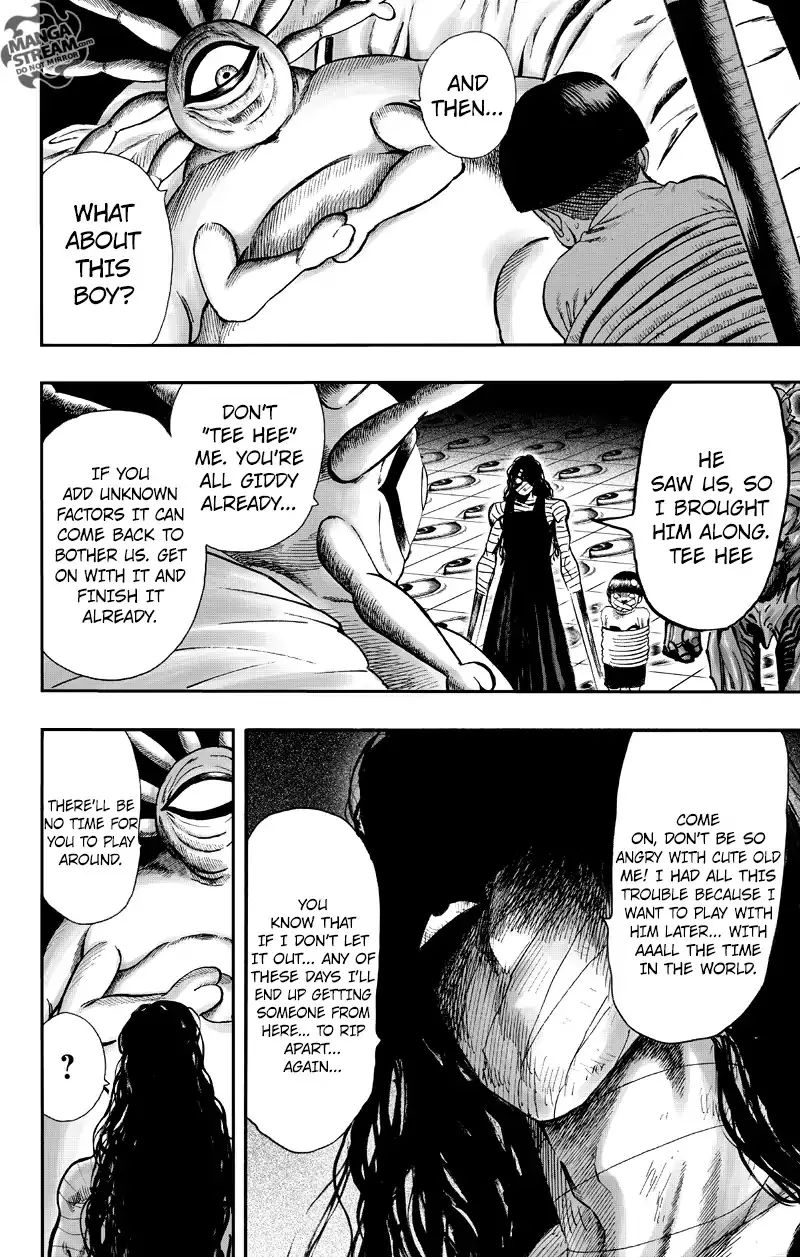 MANGA
STREAM
DO NOT MIRROR
AND
THEN...
WHAT
ABOUT
THIS
BOY?
HE
SAW US, SO
I BROUGHT
HIM ALONG.
TEE HEE
DON'T
"TEE HEE"
ME. YOU'RE
ALL GIDDY
ALREADY...
IF YOU
ADD UNKNOWN
FACTORS IT CAN
COME BACK TO
BOTHER US. GET
ON WITH IT AND
FINISH IT
ALREADY.
COME
ON, DON'T BE SO
ANGRY WITH CUTE OLD
ME! I HAD ALL THIS
TROUBLE BECAUSE I
WANT TO PLAY WITH
HIM LATER... WITH
AAALL THE TIME
IN THE WORLD.
YOU
KNOW THAT
IF I DON'T LET
IT OUT... ANY OF
THESE DAYS I'LL
END UP GETTING
SOMEONE FROM
HERE... TO RIP
APART...
AGAIN...
THERE'LL BE
NO TIME FOR
YOU TO PLAY
AROUND.
?